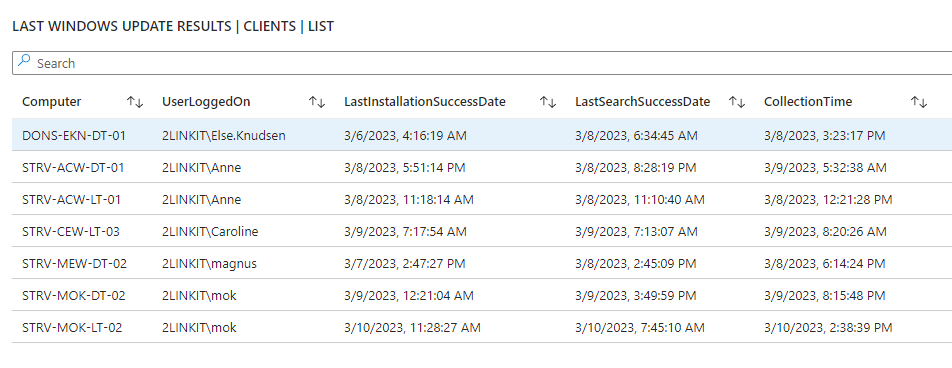 LAST WINDOWS UPDATE RESULTS | CLIENTS | LIST
Search
Computer UserLoggedOn LastInstallationSuccessDate LastSearchSuccessDate CollectionTime
DONS-EKN-DT-01 2LINKIT\Else.Knudsen 3/6/2023, 4:16:19 AM 3/8/2023, 6:34:45 AM 3/8/2023, 3:23:17 PM
STRV-ACW-DT-01 2LINKIT\Anne 3/8/2023, 5:51:14 PM 3/8/2023, 8:28:19 PM 3/9/2023, 5:32:38 AM
STRV-ACW-LT-01 2LINKIT\Anne 3/8/2023, 11:18:14 AM 3/8/2023, 11:10:40 AM 3/8/2023, 12:21:28 PM
STRV-CEW-LT-03 2LINKIT\Caroline 3/9/2023, 7:17:54 AM 3/9/2023, 7:13:07 AM 3/9/2023, 8:20:26 AM
STRV-MEW-DT-02 2LINKIT\magnus 3/7/2023, 2:47:27 PM 3/8/2023, 2:45:09 PM 3/8/2023, 6:14:24 PM
STRV-MOK-DT-02 2LINKIT\mok 3/9/2023, 12:21:04 AM 3/9/2023, 3:49:59 PM 3/9/2023, 8:15:48 PM
STRV-MOK-LT-02 2LINKIT\mok 3/10/2023, 11:28:27 AM 3/10/2023, 7:45:10 AM 3/10/2023, 2:38:39 PM